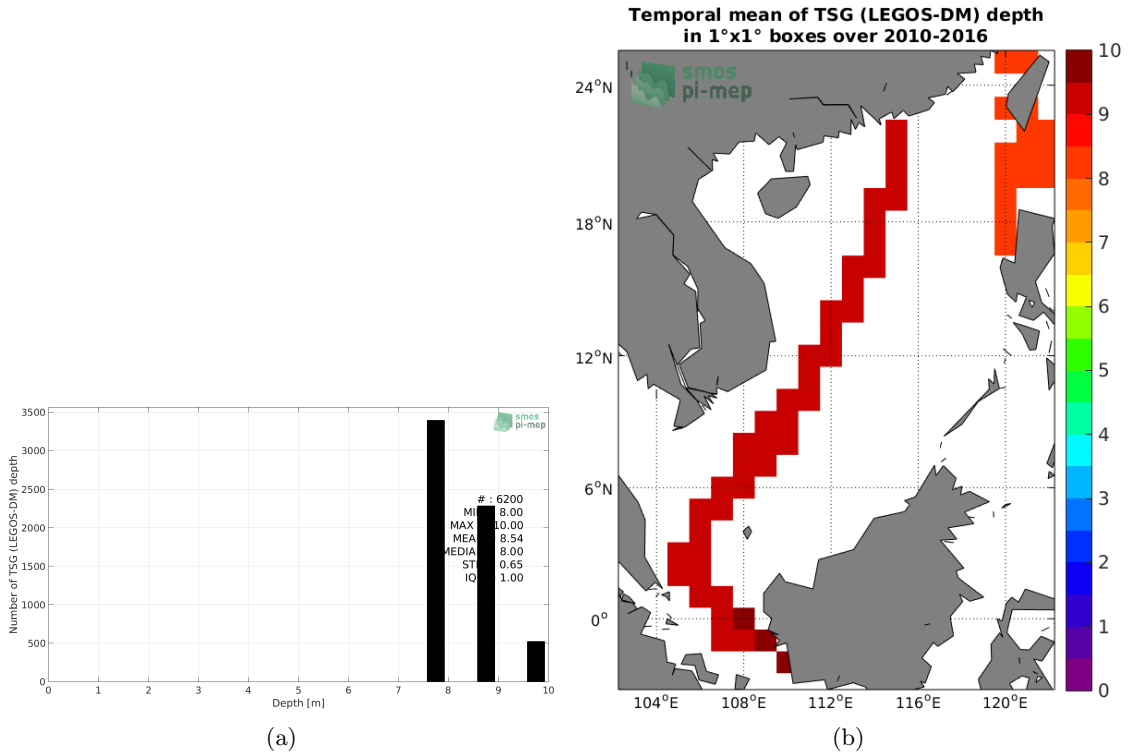 Temporal mean of TSG (LEGOS-DM) depth
in 1°x1° boxes over 2010-2016
smos
pi-mep
24°N
18°N
12°N
6°N
0°
104°E
108°E
112°E
116°E
120°E
10
9
8
7
6
5
4
3
2
1
0
(b)
smos
pi-mep
Number of TSG (LEGOS-DM) depth
3500
3000
2500
2000
1500
1000
500
0
# : 6200
8.00
MAX 10.00
MEAN 8.54
MEDIAN 8.00
0.65
1.00
0 1 2 3 4 5 6 7 8 9 10
Depth [m]
(a)